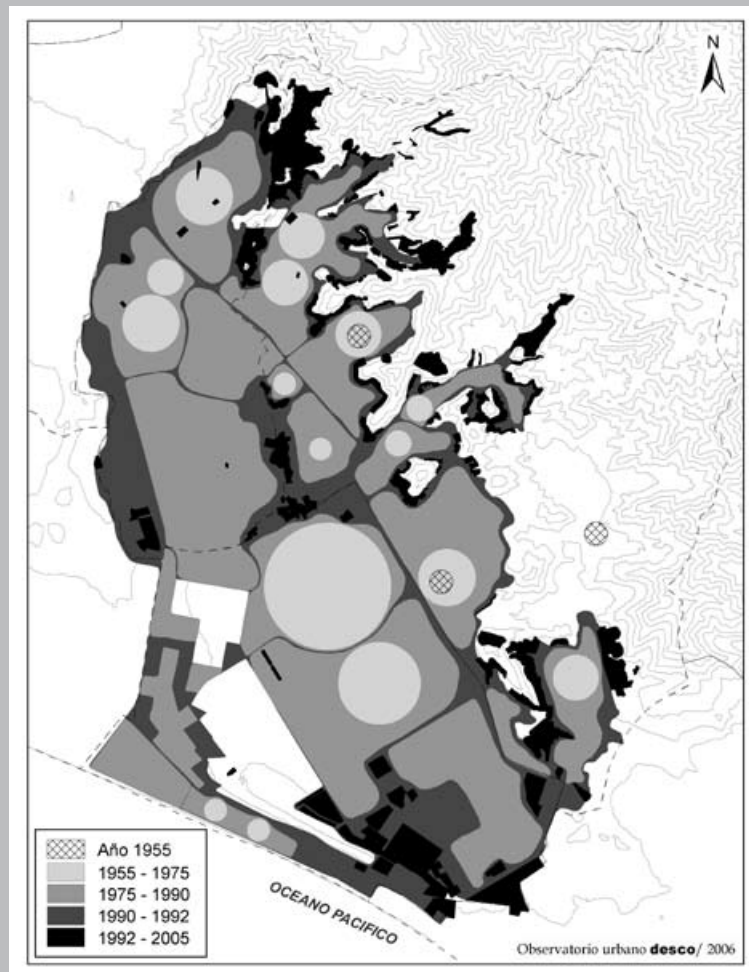 N
Año 1955
1955 - 1975
1975 - 1990
1990 - 1992
1992 - 2005
OCEANO PACIFICO
Observatorio urbano desco/ 2006